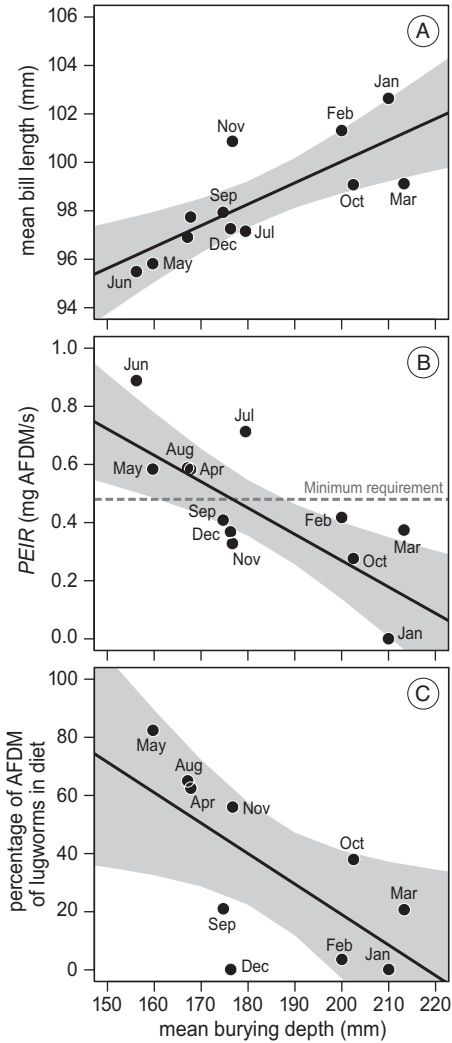 106
A
104
Jan
102
Feb
Nov
100
Sep
Oct
Mar
98
Dec
Jul
96
May
Jun
94
mean bill length (mm)
1.0
B
Jun
0.8
Jul
0.6
Aug
May
Apr
Minimum requirement
0.4
Sep
Feb
Dec
Mar
Nov
Oct
0.2
0.0
Jan
PEIR (mg AFDM/s)
100
C
80
May
Aug
60
Apr
Nov
40
Oct
20
Mar
Sep
Feb
Jan
0
Dec
percentage of AFDM
of lugworms in diet
150 160 170 180 190 200 210 220
mean burying depth (mm)